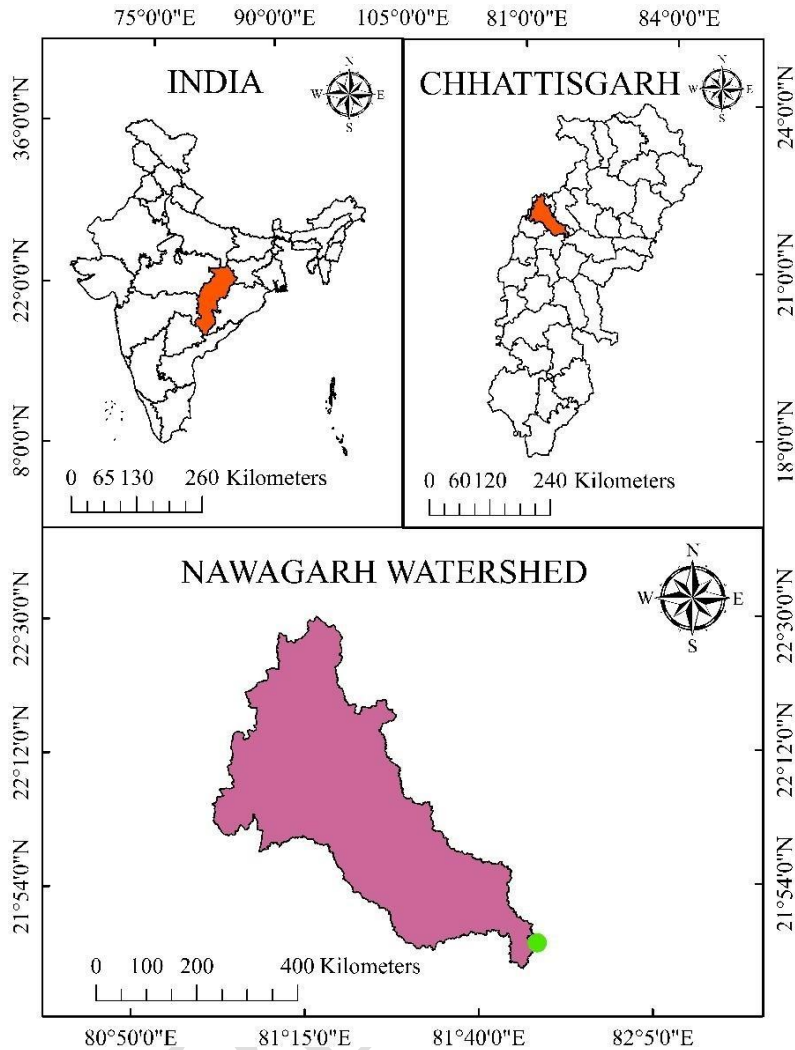 75°0'0"E 90°0'0"E 105°0'0"E 81°0'0"E 84°0'0"E
INDIA
N
W E
S
36°0'0"N
22°0'0"N
8°0'0"N
0 65 130 260 Kilometers
CHHATTISGARH
N
W E
S
24°0'0"N
21°0'0"N
18°0'0"N
0 60 120 240 Kilometers
NAWAGARH WATERSHED
N
W E
S
22°30'0"N 22°30'0"N
22°12'0"N 22°12'0"N
21°54'0"N 21°54'0"N
0 100 200 400 Kilometers
80°50'0"E 81°15'0"E 81°40'0"E 82°5'0"E